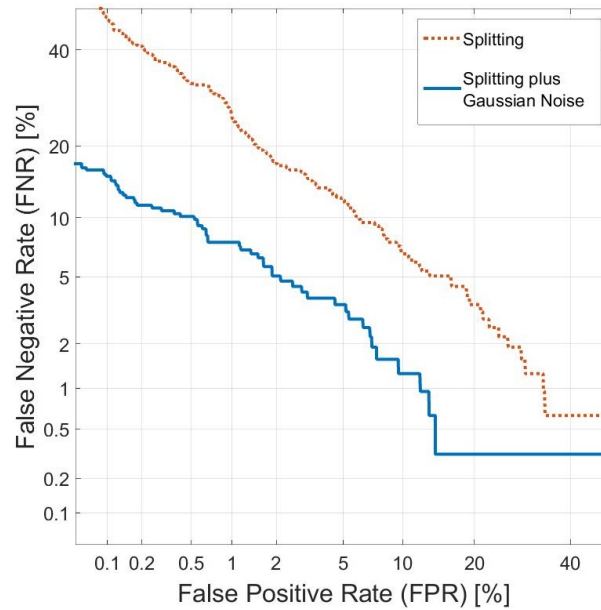 Splitting
Splitting plus
Gaussian Noise
False Negative Rate (FNR) [%]
40
20
10
5
2
1
0.5
0.2
0.1
0.1 0.2 0.5 1 2 5 10 20 40
False Positive Rate (FPR) [%]